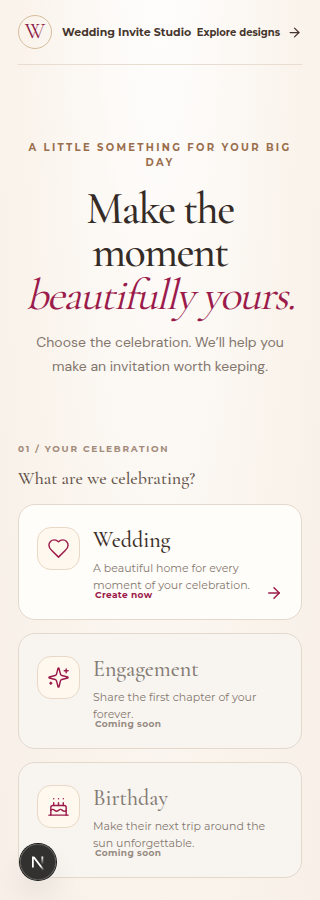 W Wedding Invite Studio Explore designs →
A LITTLE SOMETHING FOR YOUR BIG
DAY
Make the
moment
beautifully yours.
Choose the celebration. We’ll help you
make an invitation worth keeping.
01 / YOUR CELEBRATION
What are we celebrating?
Wedding
A beautiful home for every
moment of your celebration.
Create now →
Engagement
Share the first chapter of your
forever.
Coming soon
Birthday
Make their next trip around the
sun unforgettable.
Coming soon
N